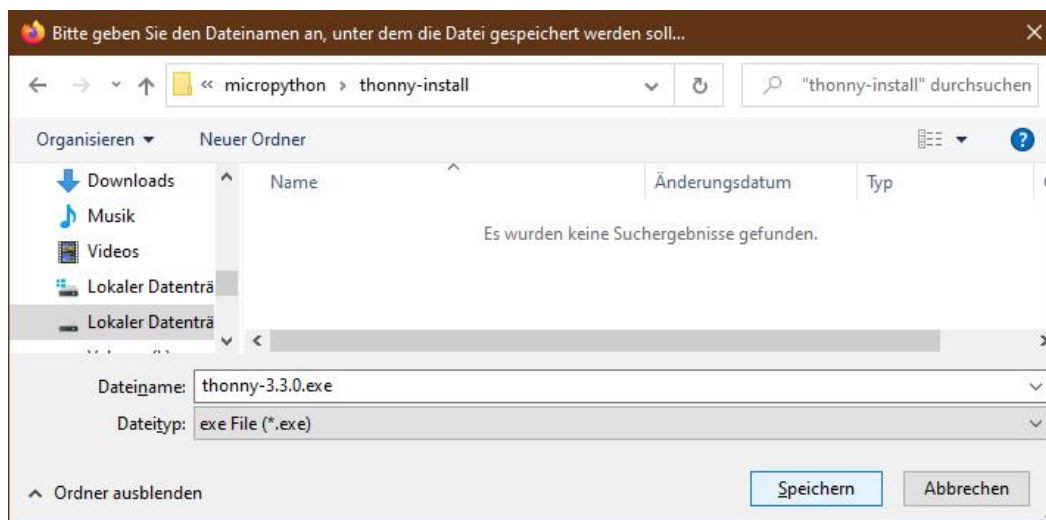 Bitte geben Sie den Dateinamen an, unter dem die Datei gespeichert werden soll...
« micropython › thonny-install
"thonny-install" durchsuchen
Organisieren
Neuer Ordner
Downloads
Musik
Videos
Lokaler Datenträ
Lokaler Datenträ
Name
Änderungsdatum
Typ
Es wurden keine Suchergebnisse gefunden.
Dateiname: thonny-3.3.0.exe
Dateityp: exe File (*.exe)
Ordner ausblenden
Speichern
Abbrechen